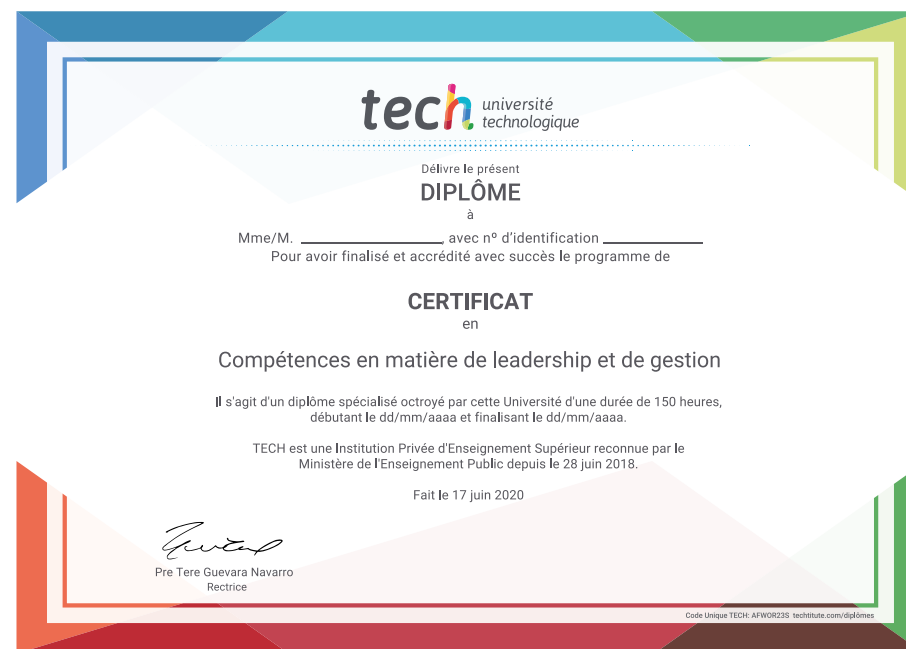 tech université
technologique
Délivre le présent
DIPLÔME
à
Mme/M. ____________________, avec nº d'identification ______________
Pour avoir finalisé et accrédité avec succès le programme de
CERTIFICAT
en
Compétences en matière de leadership et de gestion
Il s'agit d'un diplôme spécialisé octroyé par cette Université d'une durée de 150 heures,
débutant le dd/mm/aaaa et finalisant le dd/mm/aaaa.
TECH est une Institution Privée d'Enseignement Supérieur reconnue par le
Ministère de l'Enseignement Public depuis le 28 juin 2018.
Fait le 17 juin 2020
Pre Tere Guevara Navarro
Rectrice
Code Unique TECH: AFWOR23S techtitute.com/diplômes